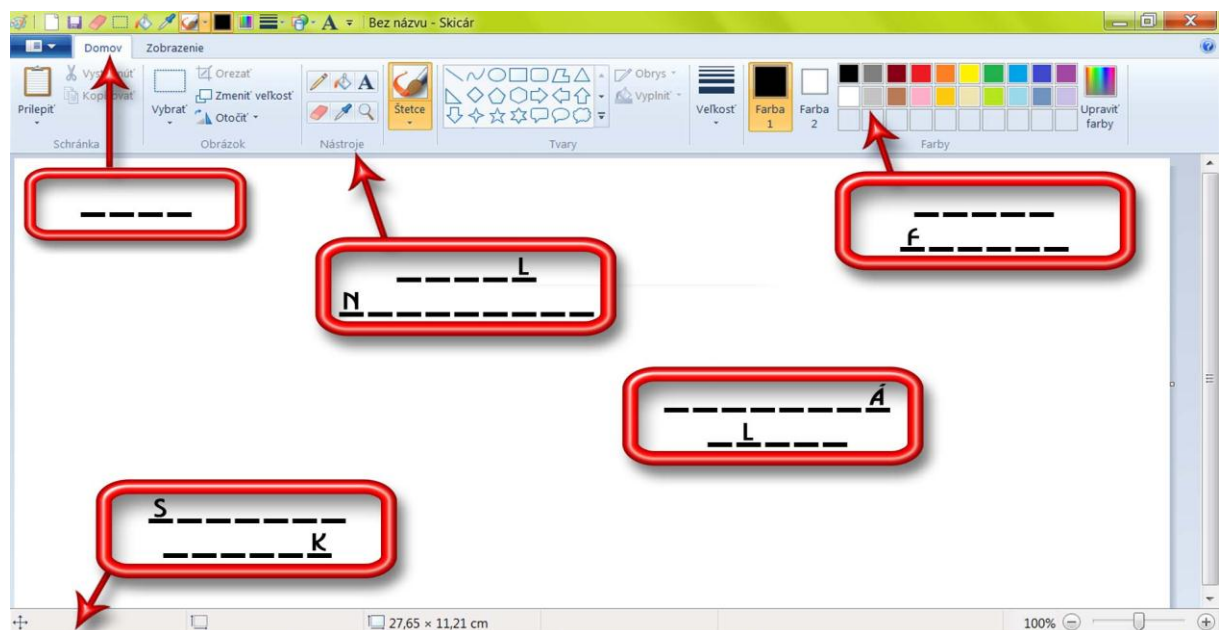 Bez názvu - Skicár
Domov Zobrazenie
Prilepiť
Vystrihnúť
Kopírovať
Schránka
Vybrať
Orezať
Zmeniť veľkosť
Otočiť
Obrázok
A
Nástroje
Štetce
Obrys
Vyplniť
Tvary
Veľkosť
Farba 1
Farba 2
Upraviť farby
Farby
_ _ _ _
_ _ _ _ L
N _ _ _ _ _ _ _ _
_ _ _ _ _
F _ _ _ _ _
_ _ _ _ _ _ _ Á
_ L _ _ _
S _ _ _ _ _ _
_ _ _ _ _ K
27,65 × 11,21 cm
100%